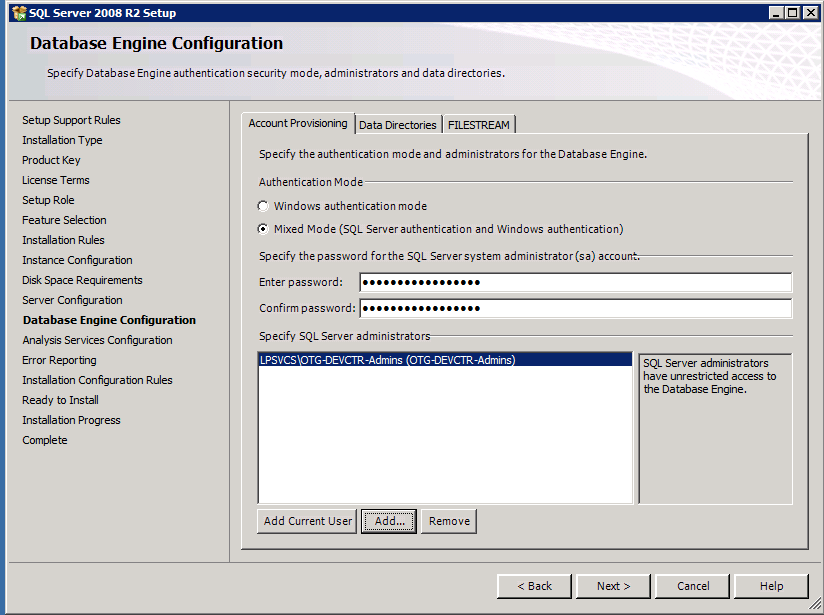 SQL Server 2008 R2 Setup
Database Engine Configuration
Specify Database Engine authentication security mode, administrators and data directories.
Setup Support Rules
Installation Type
Product Key
License Terms
Setup Role
Feature Selection
Installation Rules
Instance Configuration
Disk Space Requirements
Server Configuration
Database Engine Configuration
Analysis Services Configuration
Error Reporting
Installation Configuration Rules
Ready to Install
Installation Progress
Complete
Account Provisioning Data Directories FILESTREAM
Specify the authentication mode and administrators for the Database Engine.
Authentication Mode
Windows authentication mode
Mixed Mode (SQL Server authentication and Windows authentication)
Specify the password for the SQL Server system administrator (sa) account.
Enter password: ●●●●●●●●●●●●●●●●●
Confirm password: ●●●●●●●●●●●●●●●●●
Specify SQL Server administrators
LPSVCS\OTG-DEVCTR-Admins (OTG-DEVCTR-Admins)
SQL Server administrators
have unrestricted access to
the Database Engine.
Add Current User Add... Remove
< Back Next > Cancel Help